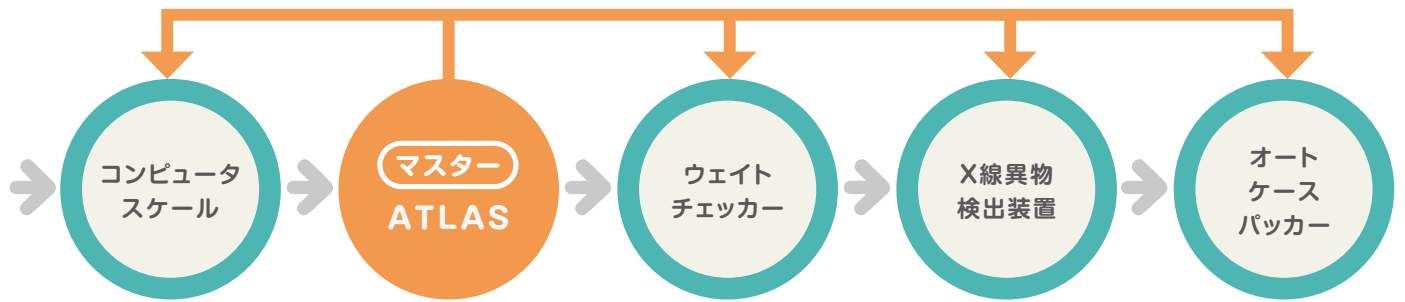 コンピュータ
スケール
マスター
ATLAS
ウェイト
チェッカー
X線異物
検出装置
オート
ケース
パッカー